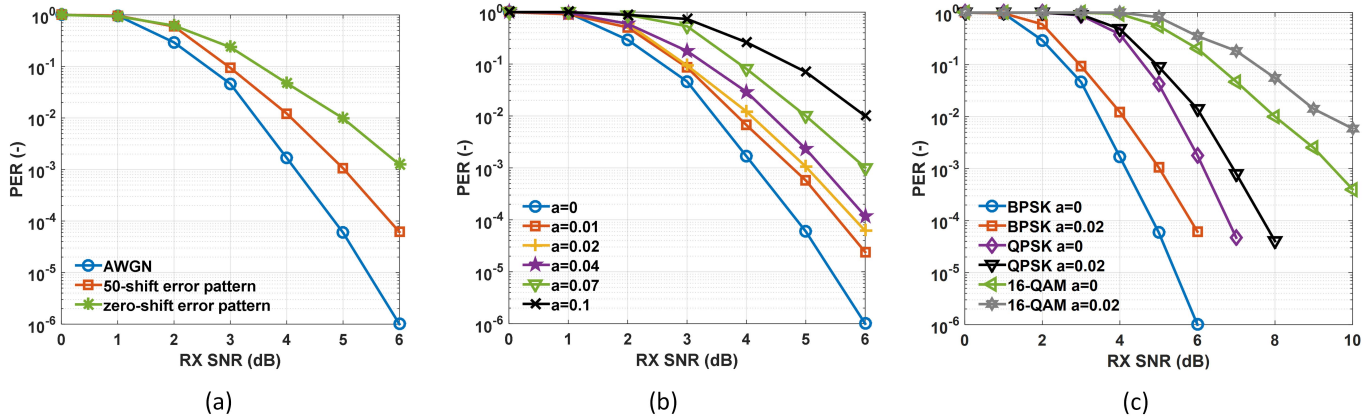 PER (-)
10^0
10^-1
10^-2
10^-3
10^-4
10^-5
10^-6
AWGN
50-shift error pattern
zero-shift error pattern
0 1 2 3 4 5 6
RX SNR (dB)
(a)
PER (-)
10^0
10^-1
10^-2
10^-3
10^-4
10^-5
10^-6
a=0
a=0.01
a=0.02
a=0.04
a=0.07
a=0.1
0 1 2 3 4 5 6
RX SNR (dB)
(b)
PER (-)
10^0
10^-1
10^-2
10^-3
10^-4
10^-5
10^-6
BPSK a=0
BPSK a=0.02
QPSK a=0
QPSK a=0.02
16-QAM a=0
16-QAM a=0.02
0 2 4 6 8 10
RX SNR (dB)
(c)